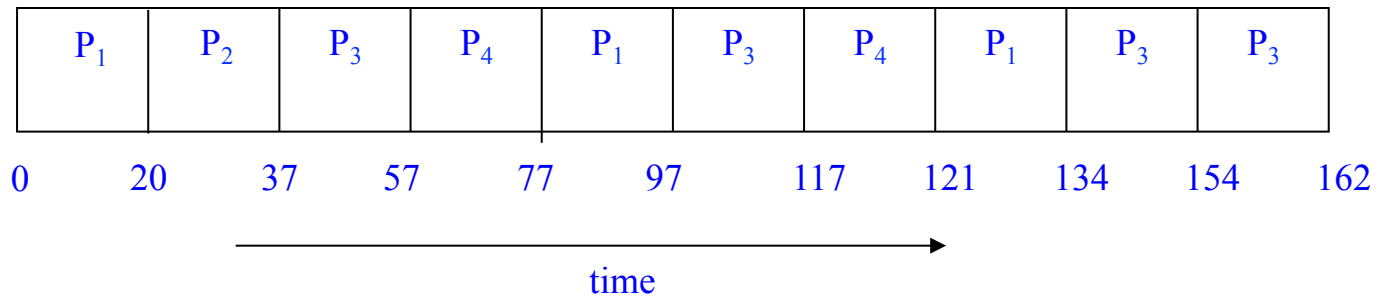 P₁ P₂ P₃ P₄ P₁ P₃ P₄ P₁ P₃ P₃
0 20 37 57 77 97 117 121 134 154 162
time